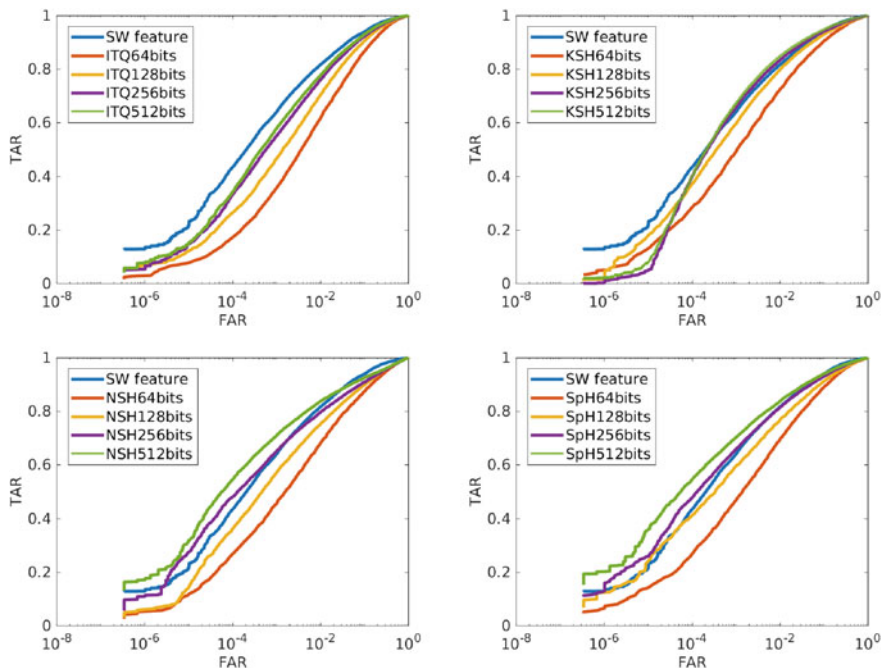 1
0.8
0.6
0.4
0.2
0
TAR
SW feature
ITQ64bits
ITQ128bits
ITQ256bits
ITQ512bits
10^-8
10^-6
10^-4
10^-2
10^0
FAR
1
0.8
0.6
0.4
0.2
0
TAR
SW feature
KSH64bits
KSH128bits
KSH256bits
KSH512bits
10^-8
10^-6
10^-4
10^-2
10^0
FAR
1
0.8
0.6
0.4
0.2
0
TAR
SW feature
NSH64bits
NSH128bits
NSH256bits
NSH512bits
10^-8
10^-6
10^-4
10^-2
10^0
FAR
1
0.8
0.6
0.4
0.2
0
TAR
SW feature
SpH64bits
SpH128bits
SpH256bits
SpH512bits
10^-8
10^-6
10^-4
10^-2
10^0
FAR